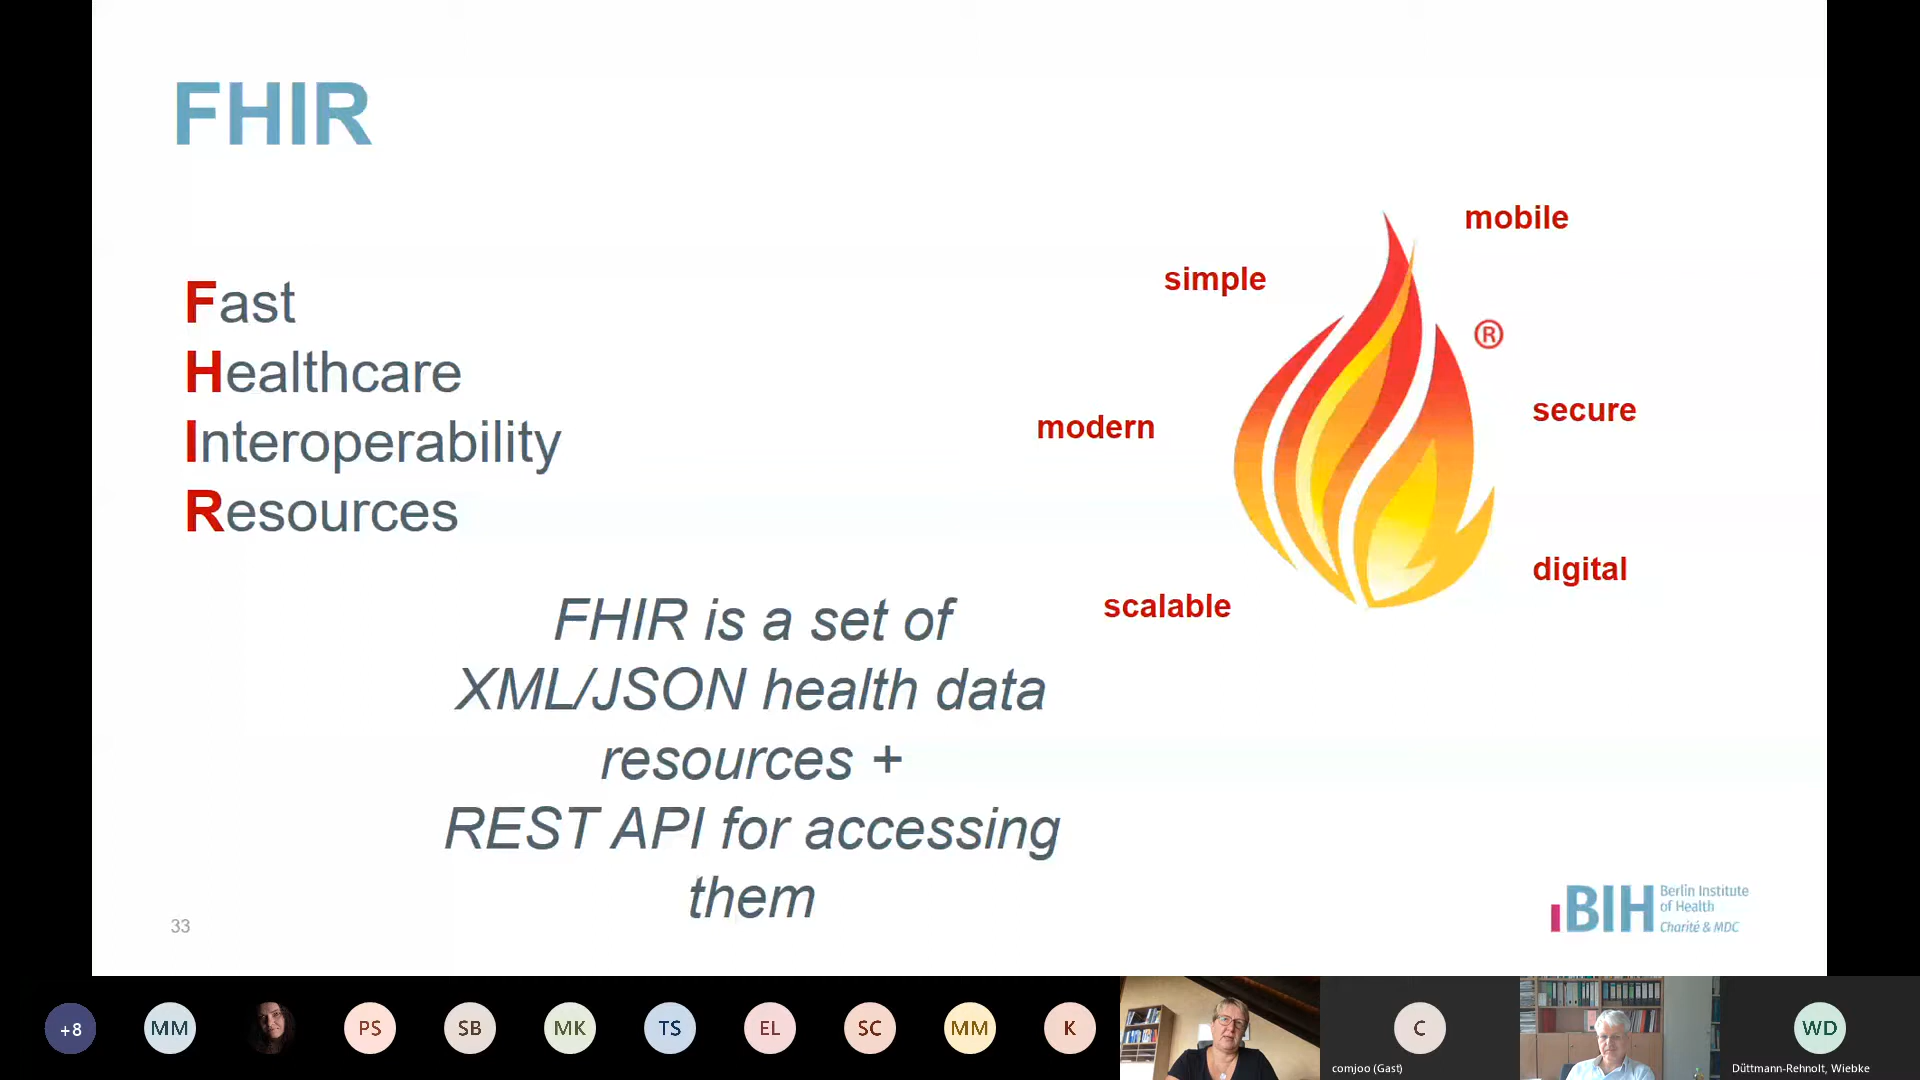 FHIR
Fast
Healthcare
Interoperability
Resources
mobile
simple
®
modern
secure
digital
scalable
FHIR is a set of
XML/JSON health data
resources +
REST API for accessing
them
33
BIH
Berlin Institute
of Health
Charité & MDC
+8
MM
PS
SB
MK
TS
EL
SC
MM
K
C
comjoo (Gast)
WD
Düttmann-Rehnolt, Wiebke